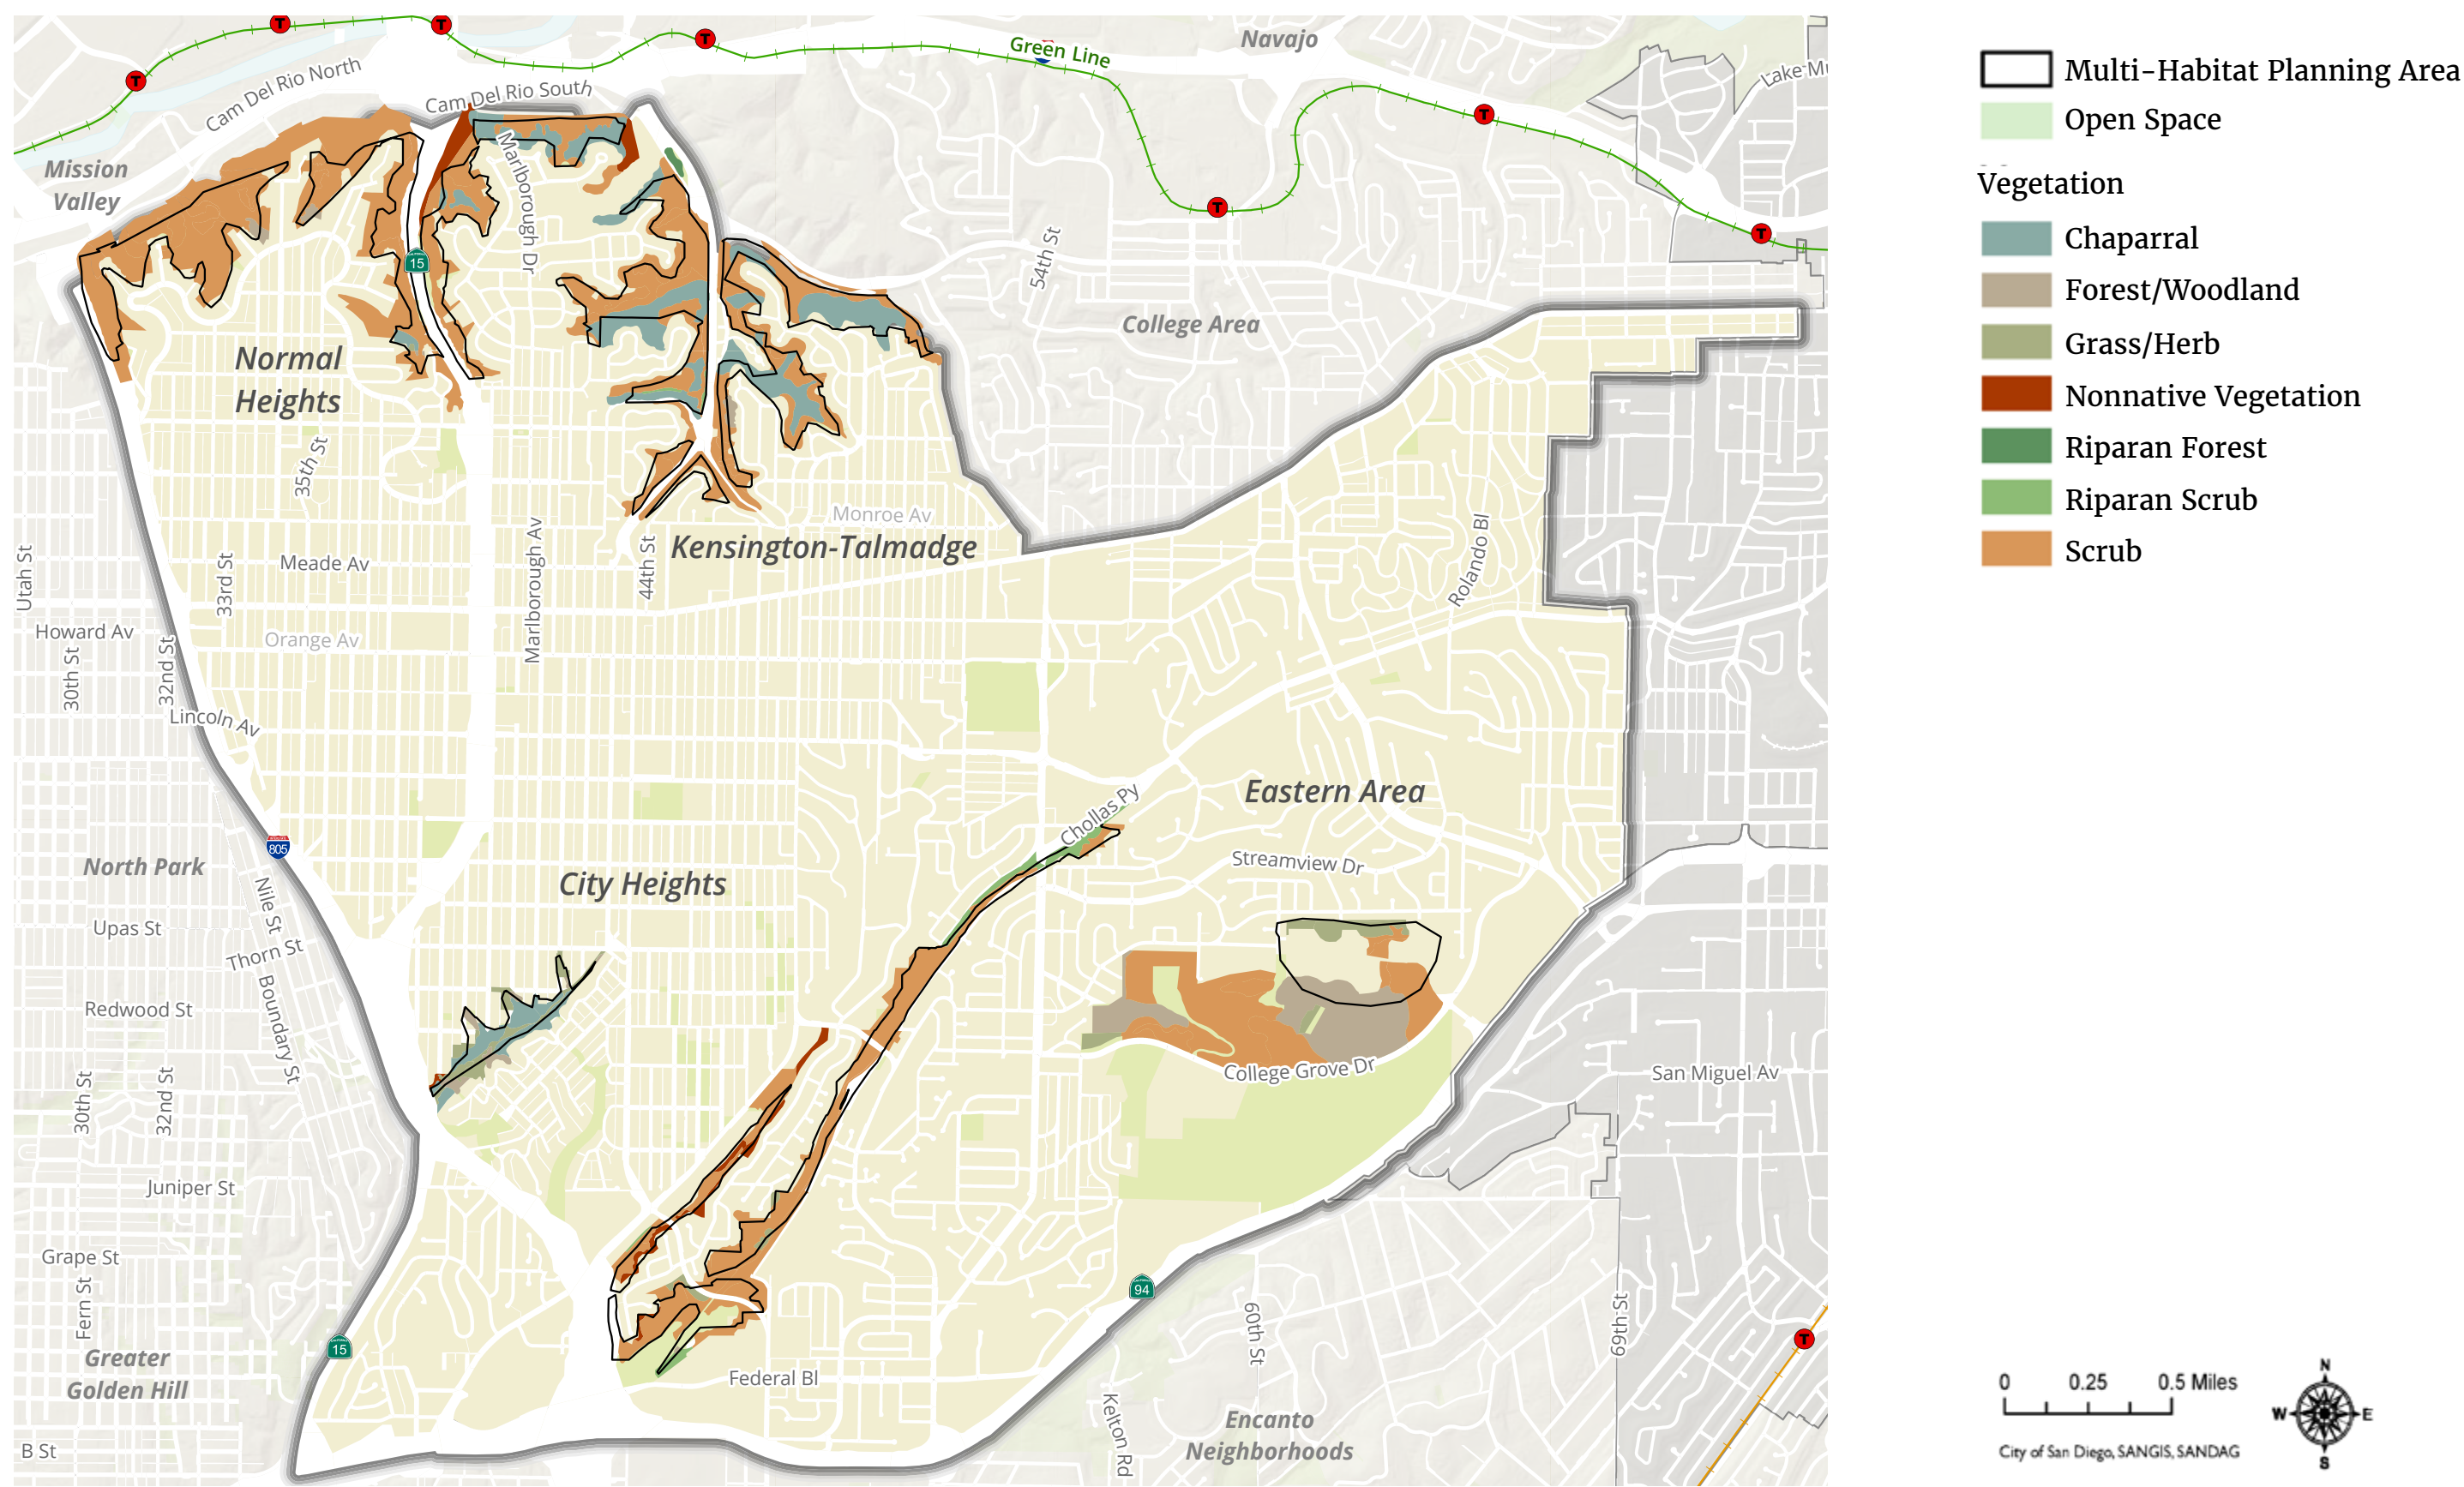 Green Line
Navajo
Lake Mu
Cam Del Rio North
Cam Del Rio South
Mission
Valley
Marlborough Dr
54th St
15
College Area
Normal
Heights
35th St
Monroe Av
Kensington-Talmadge
Rolando Bl
Utah St
33rd St
Meade Av
Marlborough Av
44th St
Howard Av
Orange Av
30th St
32nd St
Lincoln Av
Chollas Py
Eastern Area
805
North Park
City Heights
Streamview Dr
Nile St
Upas St
Thorn St
Boundary St
Redwood St
College Grove Dr
San Miguel Av
30th St
32nd St
Juniper St
Grape St
Fern St
94
60th St
69th St
15
Greater
Golden Hill
Federal Bl
Kelton Rd
Encanto
Neighborhoods
B St
T
T
T
T
T
T
T
T
Multi-Habitat Planning Area
Open Space
Vegetation
Chaparral
Forest/Woodland
Grass/Herb
Nonnative Vegetation
Riparan Forest
Riparan Scrub
Scrub
0 0.25 0.5 Miles
City of San Diego, SANGIS, SANDAG
N
W E
S